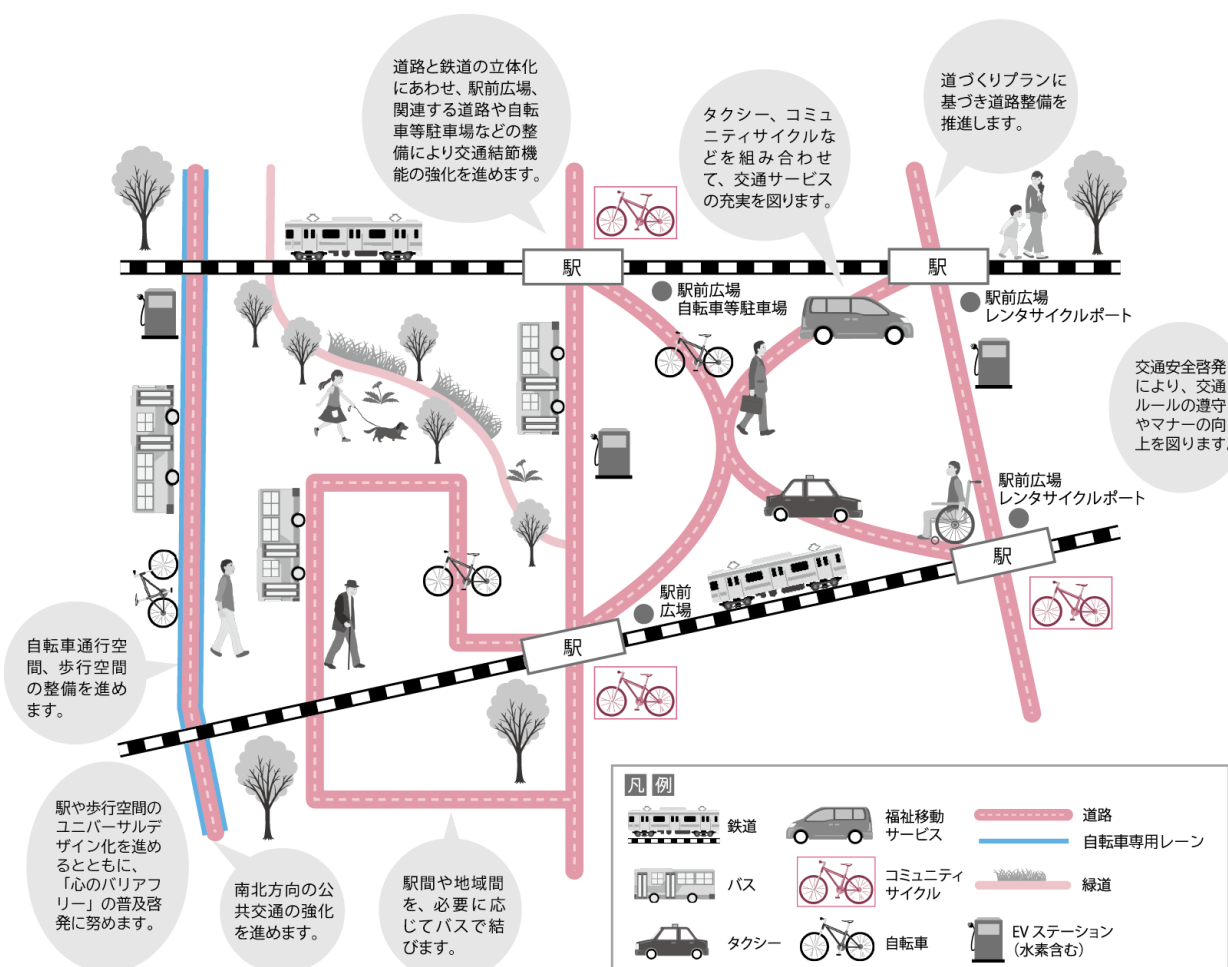 道路と鉄道の立体化
にあわせ、駅前広場、
関連する道路や自転
車等駐車場などの整
備により交通結節機
能の強化を進めます。
タクシー、コミュ
ニティサイクルな
どを組み合わせ
て、交通サービス
の充実を図ります。
道づくりプランに
基づき道路整備を
推進します。
駅
駅
駅前広場
自転車等駐車場
駅前広場
レンタサイクルポート
交通安全啓発
により、交通
ルールの遵守
やマナーの向
上を図ります。
駅前広場
レンタサイクルポート
駅
駅前
広場
駅
自転車通行空
間、歩行空間
の整備を進め
ます。
駅や歩行空間の
ユニバーサルデ
ザイン化を進め
るとともに、
「心のバリアフ
リー」の普及啓
発に努めます。
南北方向の公
共交通の強化
を進めます。
駅間や地域間
を、必要に応
じてバスで結
びます。
凡例
鉄道
福祉移動
サービス
道路
自転車専用レーン
バス
コミュニティ
サイクル
緑道
タクシー
自転車
EV ステーション
（水素含む）